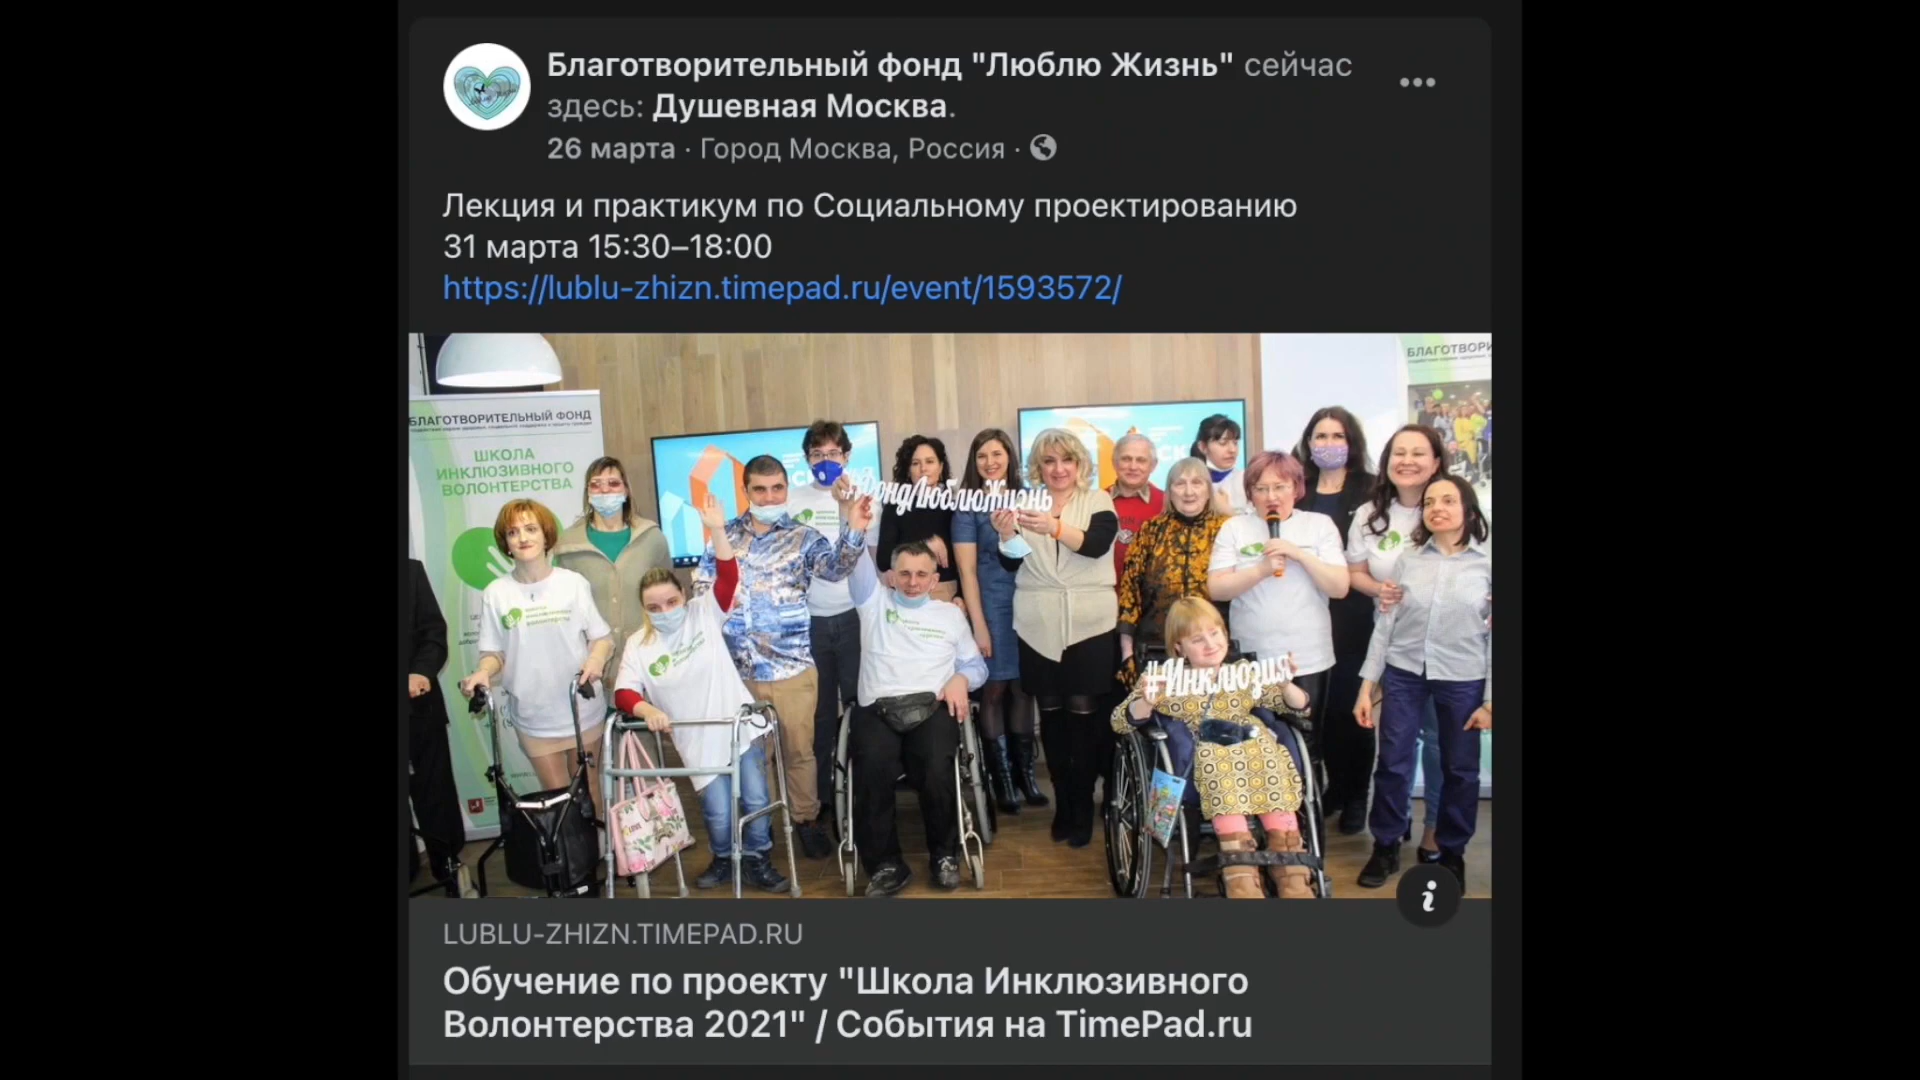 Благотворительный фонд "Люблю Жизнь" сейчас
здесь: Душевная Москва.
26 марта · Город Москва, Россия ·
Лекция и практикум по Социальному проектированию
31 марта 15:30–18:00
https://lublu-zhizn.timepad.ru/event/1593572/
БЛАГОТВОРИТЕЛЬНЫЙ ФОНД
ШКОЛА
ИНКЛЮЗИВНОГО
ВОЛОНТЕРСТВА
БЛАГОТВОРИ
#ФондЛюблюЖизнь
#Инклюзия
LUBLU-ZHIZN.TIMEPAD.RU
Обучение по проекту "Школа Инклюзивного
Волонтерства 2021" / События на TimePad.ru